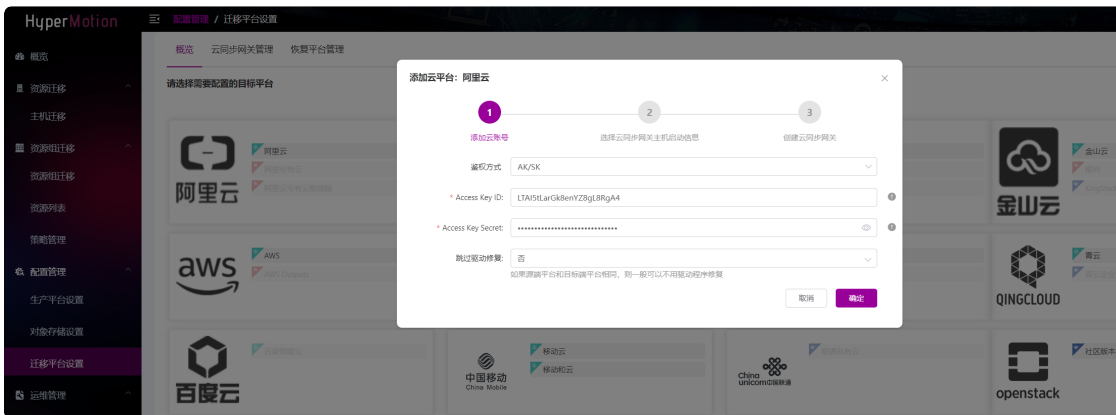 HyperMotion
配置管理 / 迁移平台设置
概览
资源迁移
主机迁移
资源组迁移
资源组迁移
资源列表
策略管理
配置管理
生产平台设置
对象存储设置
迁移平台设置
运维管理
概览 云同步网关管理 恢复平台管理
请选择需要配置的目标平台
添加云平台：阿里云
1 2 3
添加云账号 选择云同步网关主机启动信息 创建云同步网关
鉴权方式 AK/SK
* Access Key ID: LTAI5tLarGk8enYZ8gL8RgA4
* Access Key Secret: ••••••••••••••••••••••••••••••
跳过驱动修复: 否
如果源端平台和目标端平台相同，则一般可以不用驱动程序修复
取消 确定
阿里云
阿里云
金山云
金山云
aws
AWS
AWS Outposts
QINGCLOUD
青云
百度云
中国移动
China Mobile
移动云
移动和云
China
unicom中国联通
openstack
社区版本